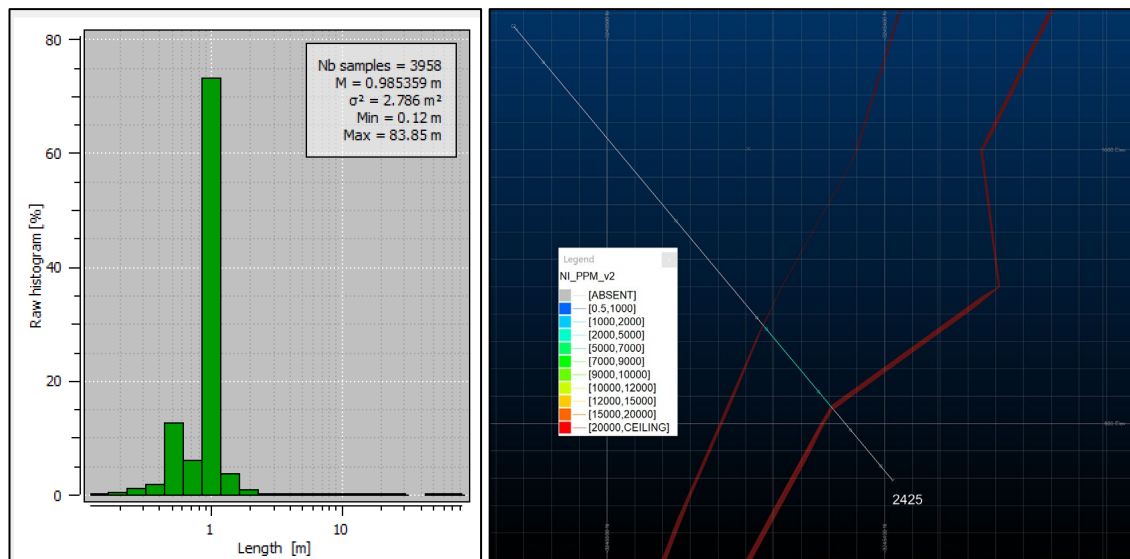 80
60
40
20
0
Raw histogram [%]
Nb samples = 3958
M = 0.985359 m
σ² = 2.786 m²
Min = 0.12 m
Max = 83.85 m
1
10
Length [m]
Legend
NI_PPM_v2
[ABSENT]
[0.5,1000]
[1000,2000]
[2000,5000]
[5000,7000]
[7000,9000]
[9000,10000]
[10000,12000]
[12000,15000]
[15000,20000]
[20000,CEILING]
2425